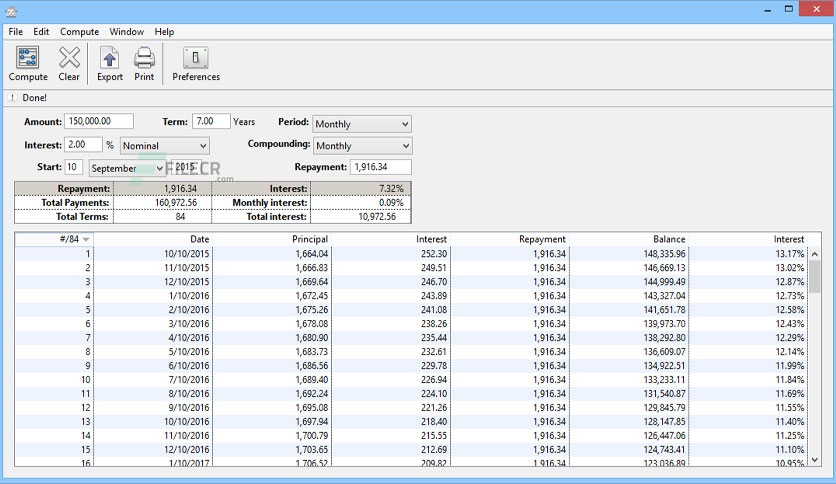 File Edit Compute Window Help
Compute Clear Export Print Preferences
Done!
Amount: 150,000.00 Term: 7.00 Years Period: Monthly
Interest: 2.00 % Nominal Compounding: Monthly
Start: 10 September 2015 Repayment: 1,916.34
FILECR
.com
Repayment: 1,916.34 Interest: 7.32%
Total Payments: 160,972.56 Monthly interest: 0.09%
Total Terms: 84 Total interest: 10,972.56
#/84 Date Principal Interest Repayment Balance Interest
1 10/10/2015 1,664.04 252.30 1,916.34 148,335.96 13.17%
2 11/10/2015 1,666.83 249.51 1,916.34 146,669.13 13.02%
3 12/10/2015 1,669.64 246.70 1,916.34 144,999.49 12.87%
4 1/10/2016 1,672.45 243.89 1,916.34 143,327.04 12.73%
5 2/10/2016 1,675.26 241.08 1,916.34 141,651.78 12.58%
6 3/10/2016 1,678.08 238.26 1,916.34 139,973.70 12.43%
7 4/10/2016 1,680.90 235.44 1,916.34 138,292.80 12.29%
8 5/10/2016 1,683.73 232.61 1,916.34 136,609.07 12.14%
9 6/10/2016 1,686.56 229.78 1,916.34 134,922.51 11.99%
10 7/10/2016 1,689.40 226.94 1,916.34 133,233.11 11.84%
11 8/10/2016 1,692.24 224.10 1,916.34 131,540.87 11.69%
12 9/10/2016 1,695.08 221.26 1,916.34 129,845.79 11.55%
13 10/10/2016 1,697.94 218.40 1,916.34 128,147.85 11.40%
14 11/10/2016 1,700.79 215.55 1,916.34 126,447.06 11.25%
15 12/10/2016 1,703.65 212.69 1,916.34 124,743.41 11.10%
16 1/10/2017 1,706.52 209.82 1,916.34 123,036.89 10.95%